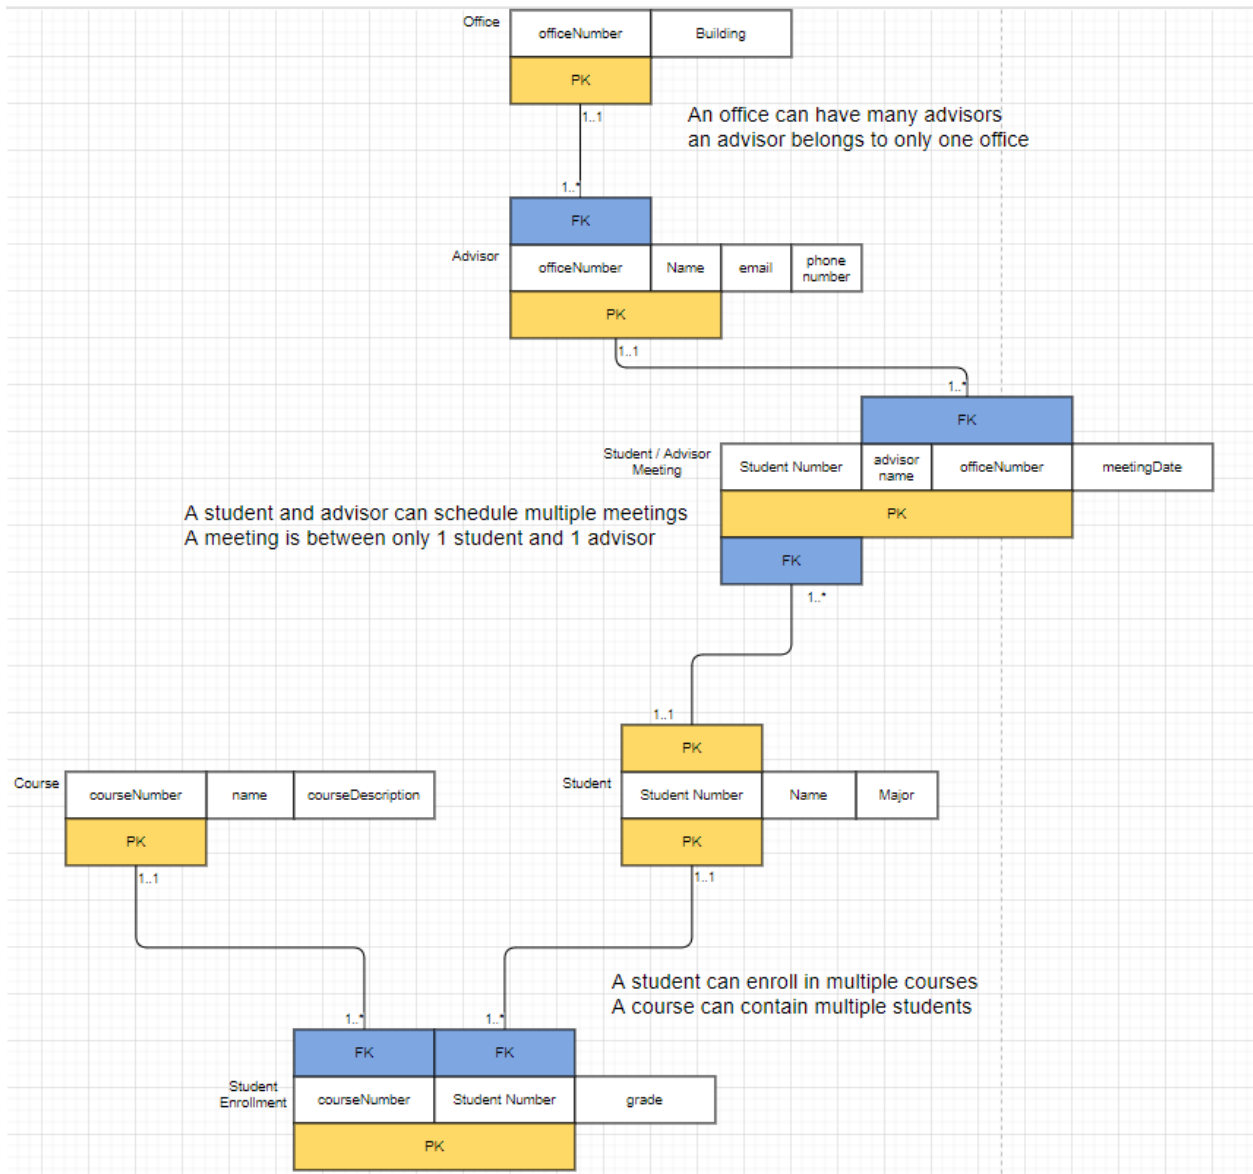 Office
officeNumber
Building
PK
1..1
An office can have many advisors
an advisor belongs to only one office
1..*
FK
Advisor
officeNumber
Name
email
phone
number
PK
1..1
1..*
FK
Student / Advisor
Meeting
Student Number
advisor
name
officeNumber
meetingDate
PK
A student and advisor can schedule multiple meetings
A meeting is between only 1 student and 1 advisor
FK
1..*
1..1
PK
Course
courseNumber
name
courseDescription
Student
Student Number
Name
Major
PK
PK
1..1
1..1
A student can enroll in multiple courses
A course can contain multiple students
1..*
1..*
FK
FK
Student
Enrollment
courseNumber
Student Number
grade
PK